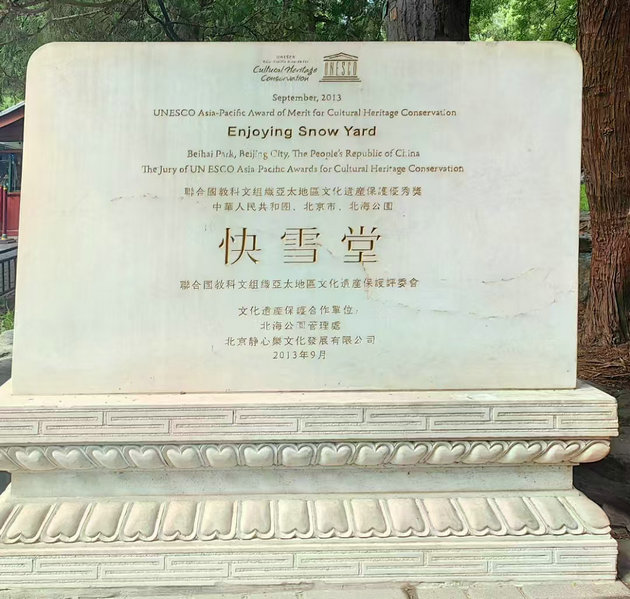 UNESCO
Cultural Heritage
Conservation
UNESCO
September, 2013
UNESCO Asia-Pacific Award of Merit for Cultural Heritage Conservation
Enjoying Snow Yard
Beihai Park, Beijing City, The People's Republic of China
The Jury of UNESCO Asia-Pacific Awards for Cultural Heritage Conservation
聯合國教科文組織亞太地區文化遺產保護優秀獎
中華人民共和國、北京市、北海公園
快雪堂
聯合國教科文組織亞太地區文化遺產保護評委會
文化遺產保護合作單位：
北海公園管理處
北京静心樂文化發展有限公司
2013年9月